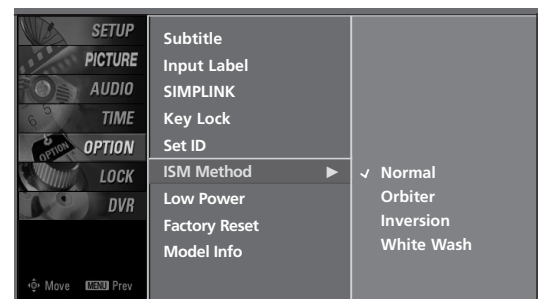 SETUP
PICTURE
AUDIO
TIME
OPTION
LOCK
DVR
Move MENU Prev
Subtitle
Input Label
SIMPLINK
Key Lock
Set ID
ISM Method ▶
Low Power
Factory Reset
Model Info
✓ Normal
Orbiter
Inversion
White Wash